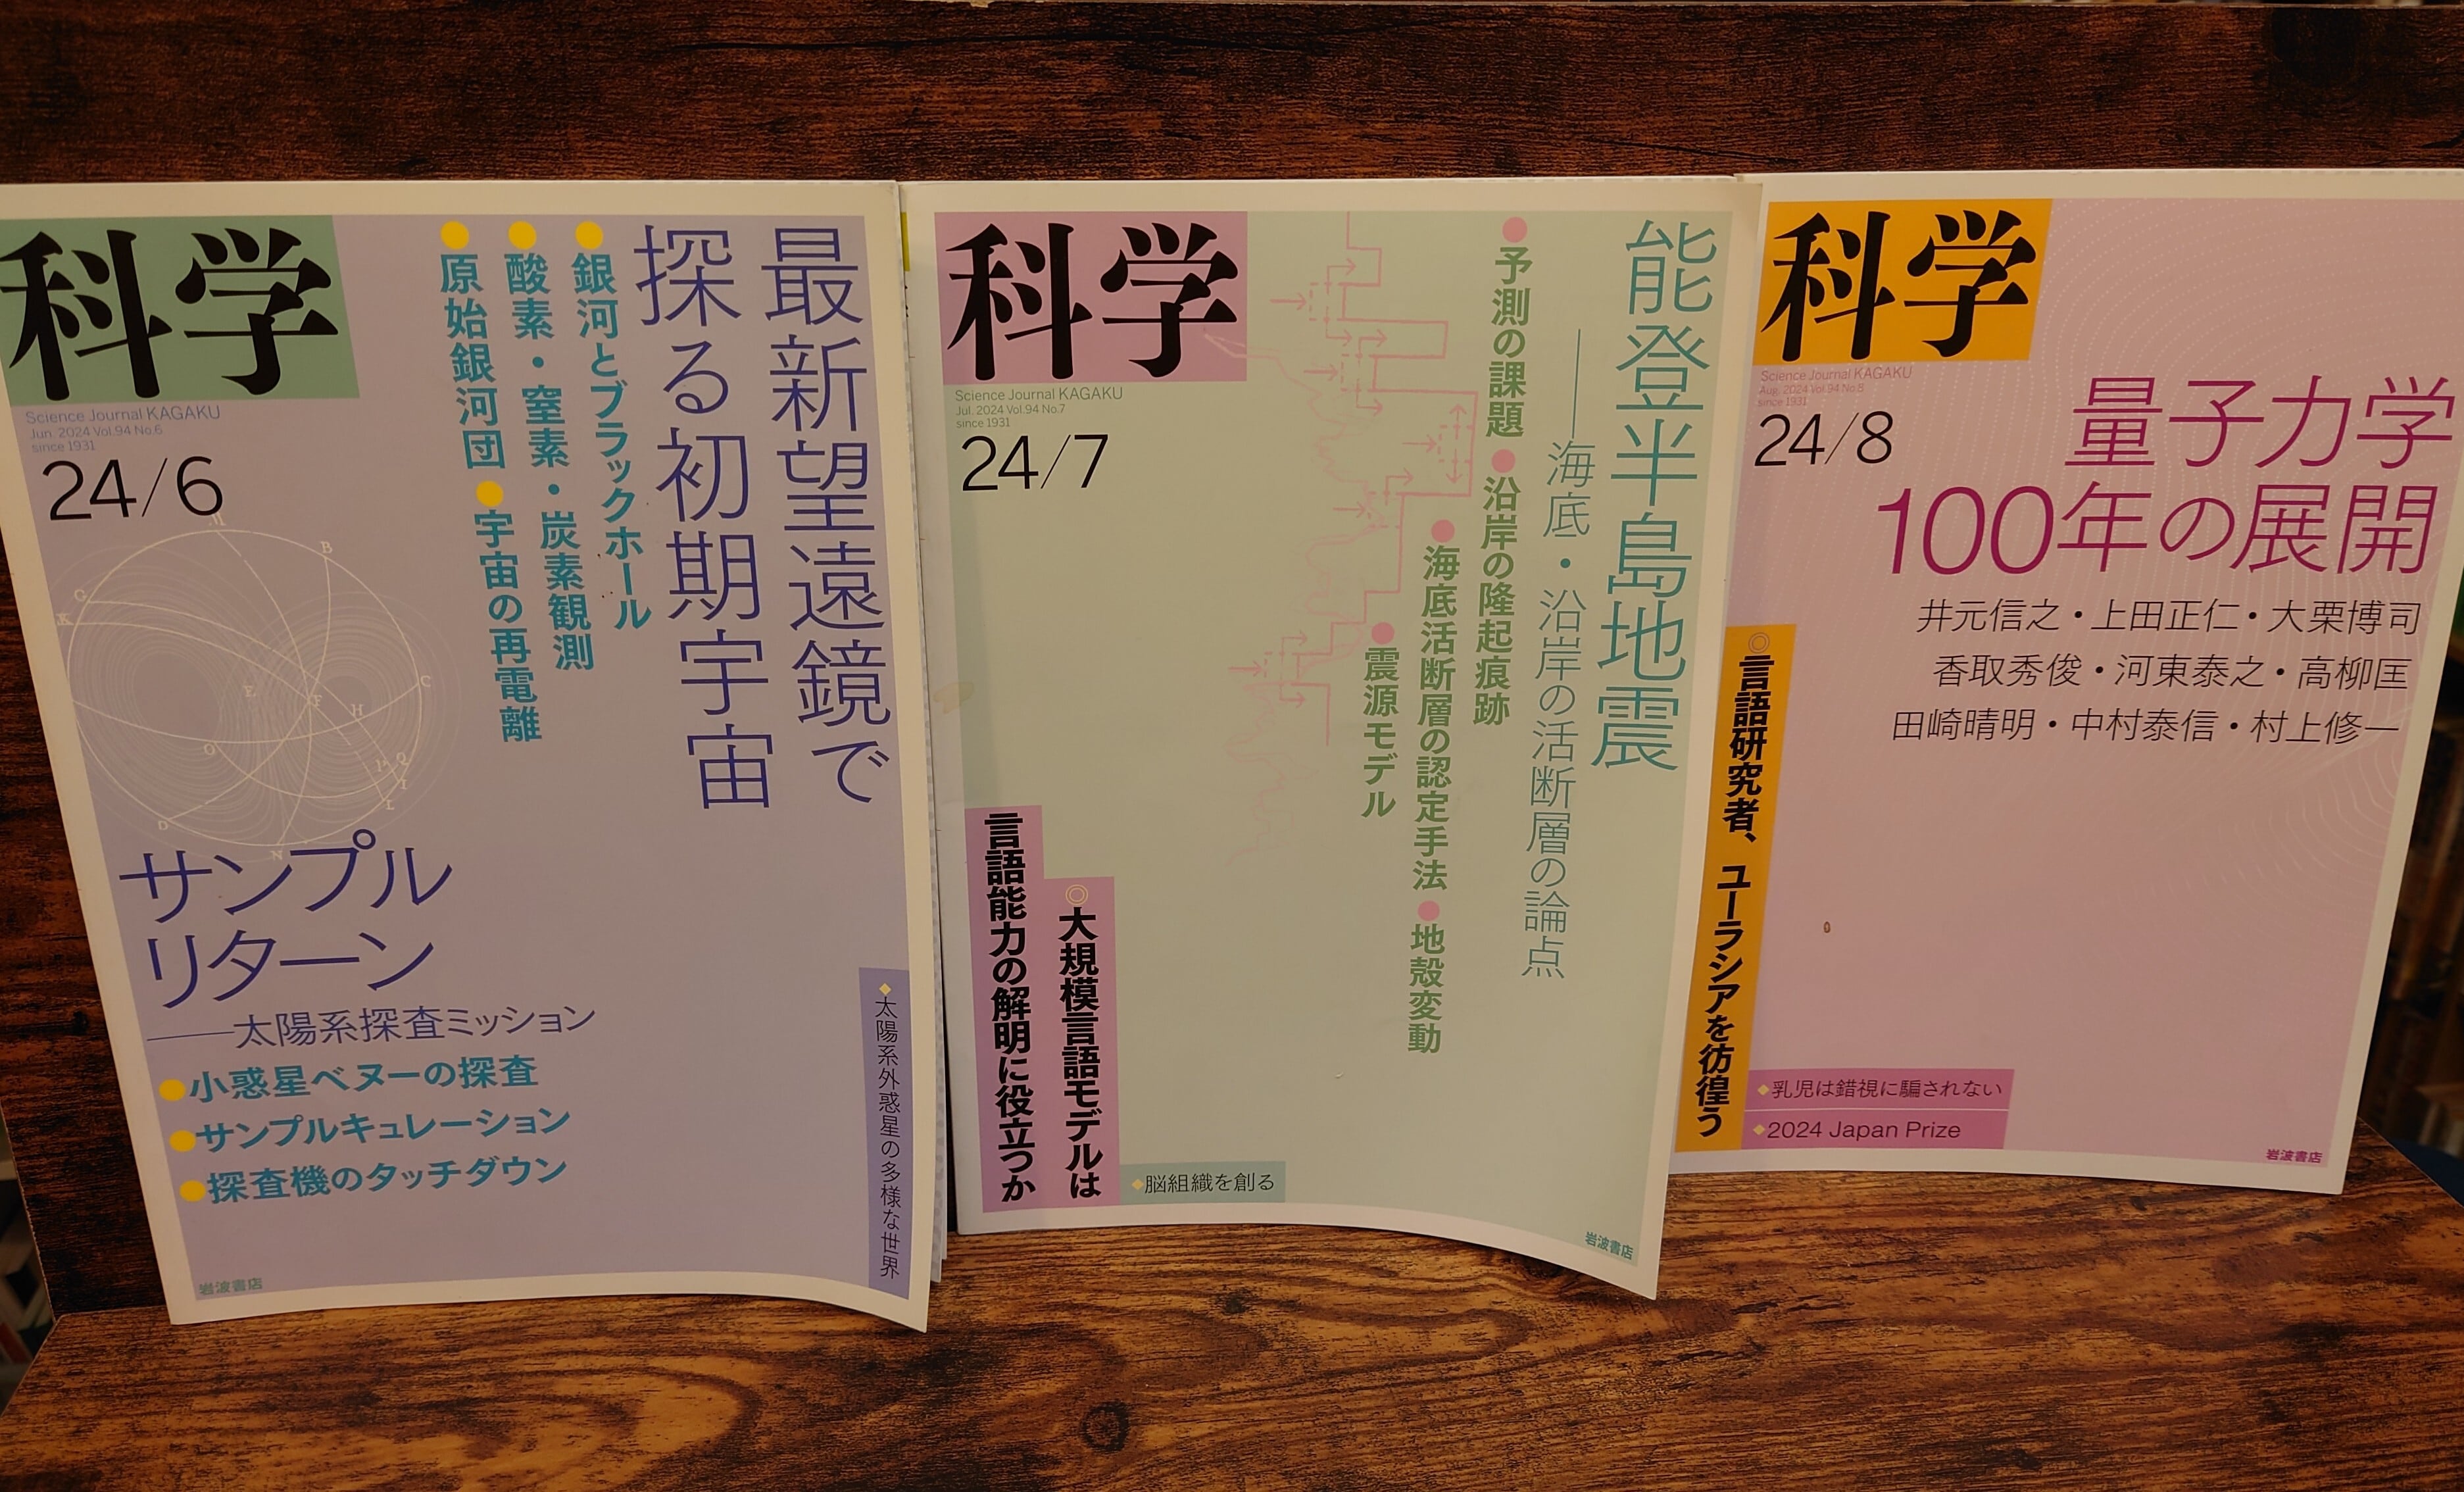 科学
Science Journal KAGAKU
Jun. 2024 Vol.94 No.6
since 1931
24/6
最新望遠鏡で
探る初期宇宙
●銀河とブラックホール
●酸素・窒素・炭素観測
●原始銀河団●宇宙の再電離
サンプル
リターン
——太陽系探査ミッション
●小惑星ベヌーの探査
●サンプルキュレーション
●探査機のタッチダウン
◆太陽系外惑星の多様な世界
岩波書店
科学
Science Journal KAGAKU
Jul. 2024 Vol.94 No.7
since 1931
24/7
能登半島地震
——海底・沿岸の活断層の論点
●予測の課題●沿岸の隆起痕跡
●海底活断層の認定手法●地殻変動
●震源モデル
◎大規模言語モデルは
言語能力の解明に役立つか
◆脳組織を創る
岩波書店
科学
Science Journal KAGAKU
Aug. 2024 Vol.94 No.8
since 1931
24/8
量子力学
100年の展開
井元信之・上田正仁・大栗博司
香取秀俊・河東泰之・高柳匡
田崎晴明・中村泰信・村上修一
◎言語研究者、ユーラシアを彷徨う
◆乳児は錯視に騙されない
◆2024 Japan Prize
岩波書店